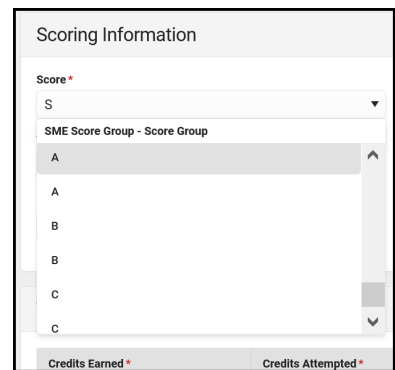 Scoring Information
Score *
S
SME Score Group - Score Group
A
A
B
B
C
C
Credits Earned *
Credits Attempted *